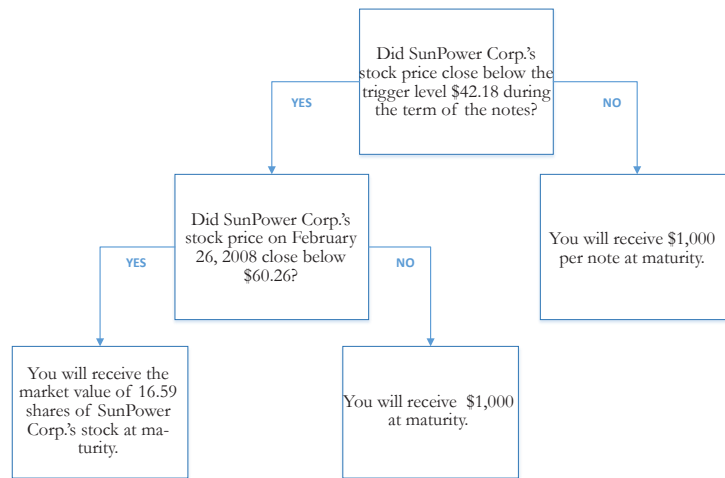 Did SunPower Corp.'s
stock price close below the
trigger level $42.18 during
the term of the notes?
YES
NO
Did SunPower Corp.'s
stock price on February
26, 2008 close below
$60.26?
You will receive $1,000
per note at maturity.
YES
NO
You will receive the
market value of 16.59
shares of SunPower
Corp.'s stock at ma-
turity.
You will receive $1,000
at maturity.